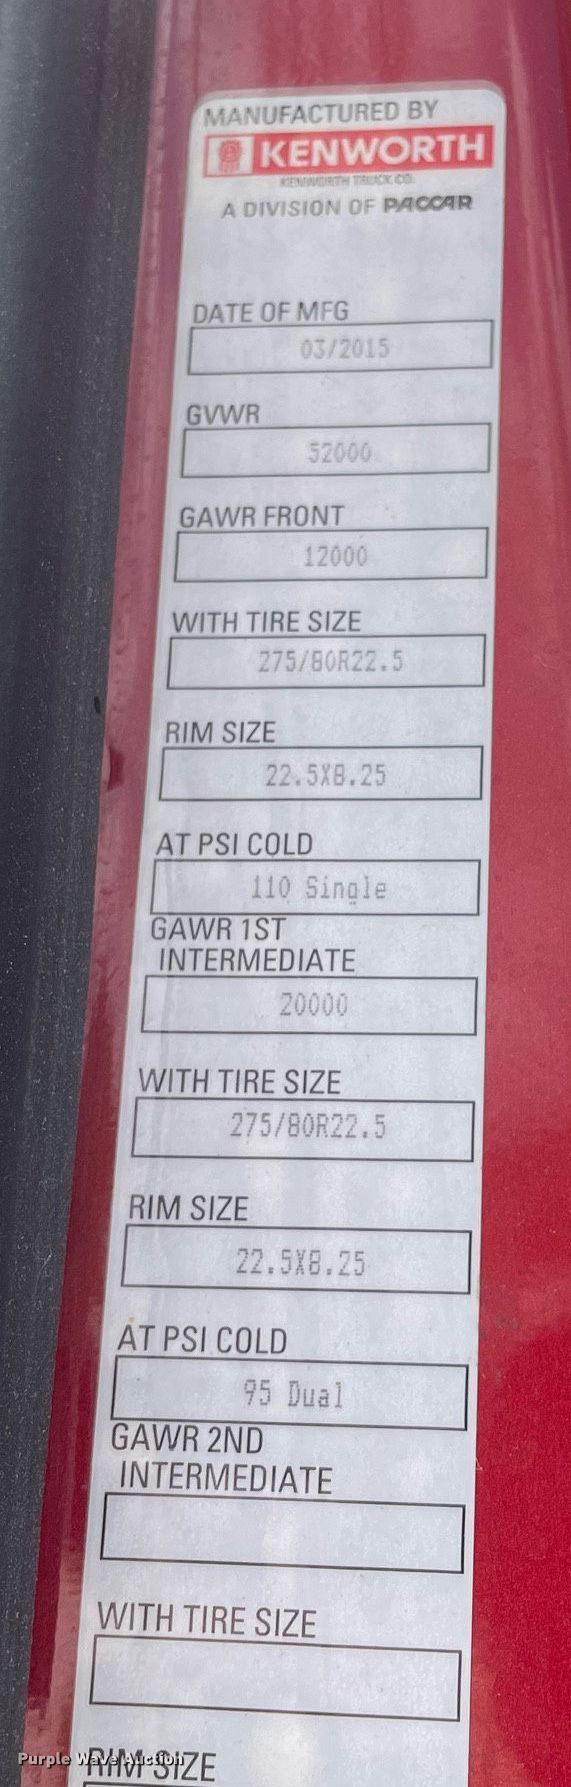 MANUFACTURED BY
KENWORTH
KENWORTH TRUCK CO.
A DIVISION OF PACCAR
DATE OF MFG
03/2015
GVWR
52000
GAWR FRONT
12000
WITH TIRE SIZE
275/80R22.5
RIM SIZE
22.5X8.25
AT PSI COLD
110 Single
GAWR 1ST
INTERMEDIATE
20000
WITH TIRE SIZE
275/80R22.5
RIM SIZE
22.5X8.25
AT PSI COLD
95 Dual
GAWR 2ND
INTERMEDIATE
WITH TIRE SIZE
RIM SIZE
Purple Wave Auction